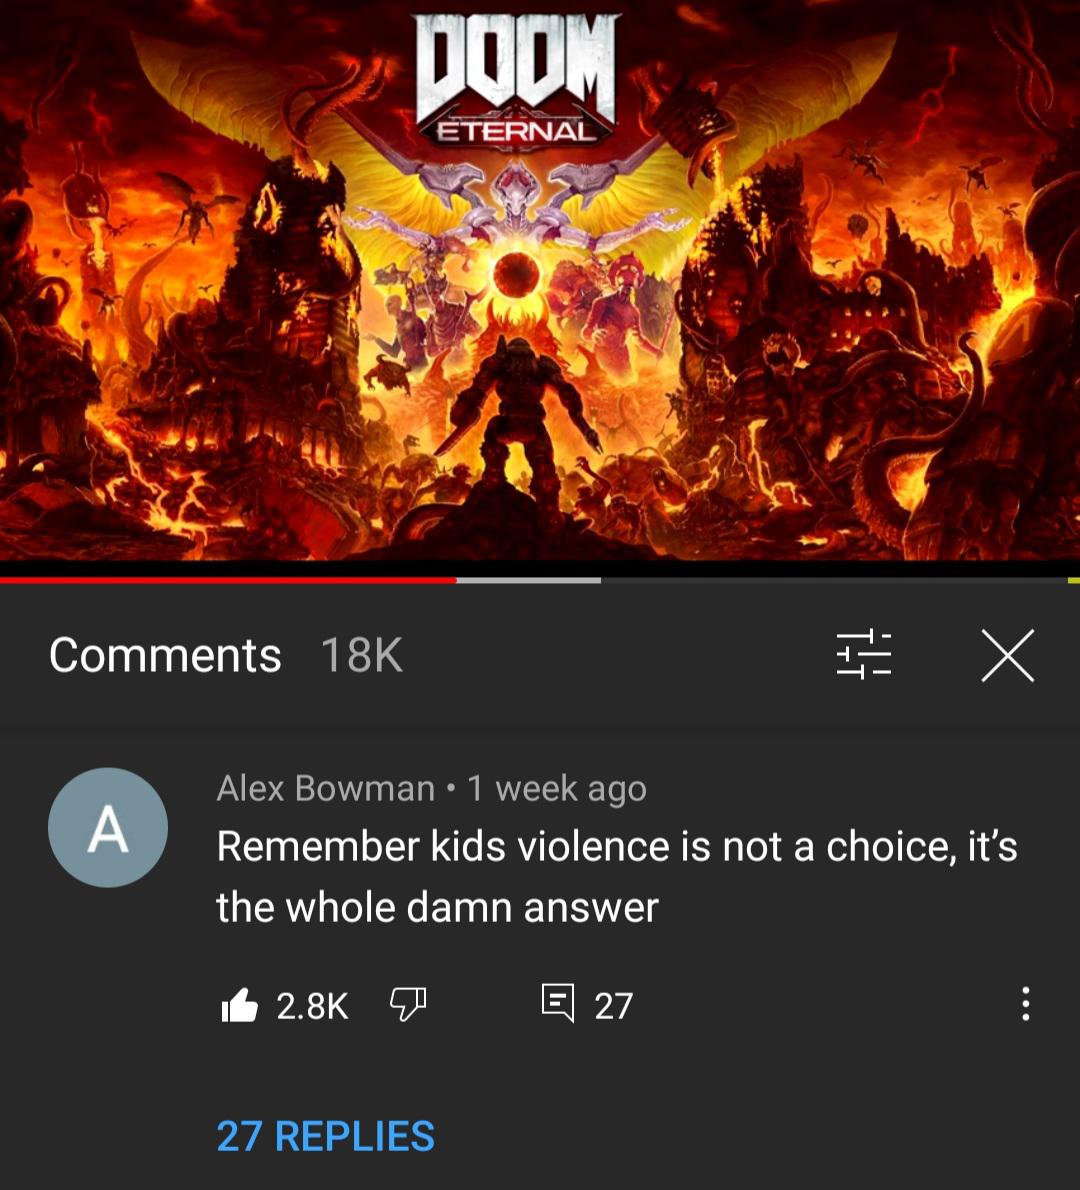 DOOM
ETERNAL
Comments 18K
A
Alex Bowman • 1 week ago
Remember kids violence is not a choice, it’s
the whole damn answer
2.8K 27
27 REPLIES